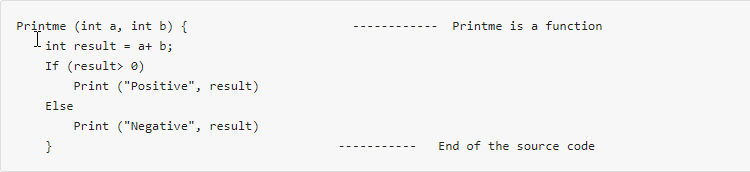 Printme (int a, int b) { ------------ Printme is a function
int result = a+ b;
If (result> 0)
Print ("Positive", result)
Else
Print ("Negative", result)
} ----------- End of the source code